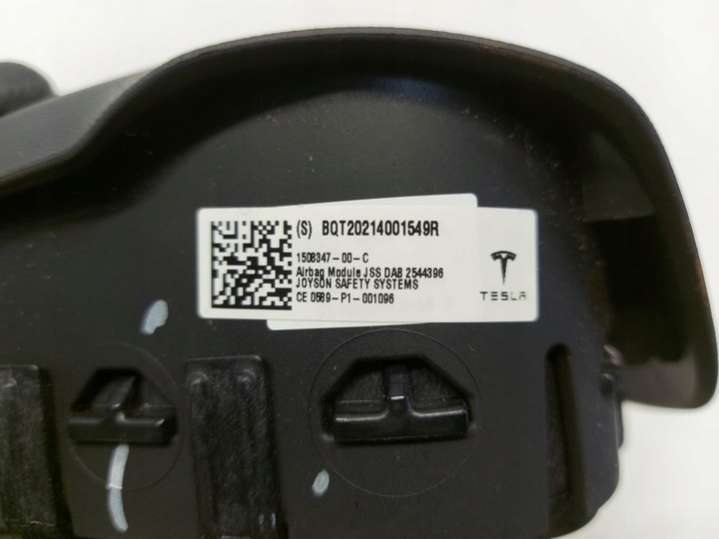 (S) BQT20214001549R
1508347-00-C
Airbag Module JSS DAB 2544396
JOYSON SAFETY SYSTEMS
CE 0589-P1-001096
TESLA